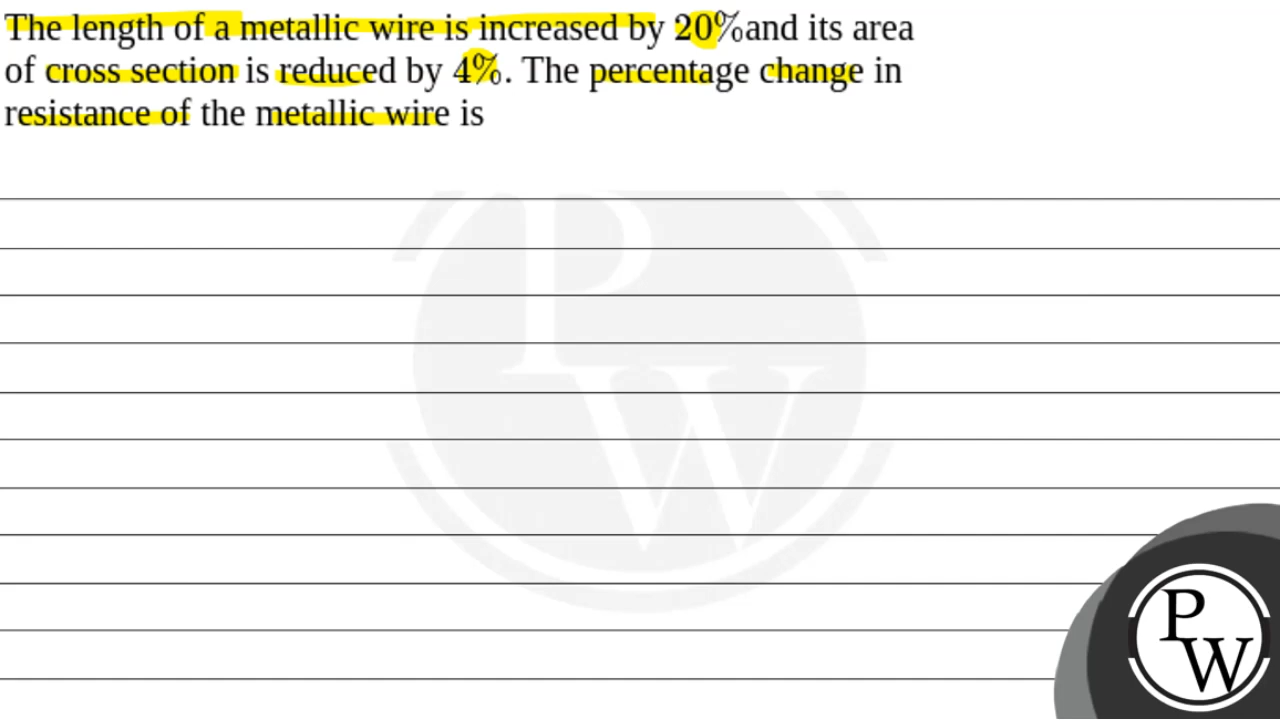 The length of a metallic wire is increased by 20%and its area
of cross section is reduced by 4%. The percentage change in
resistance of the metallic wire is
P
W
P
W